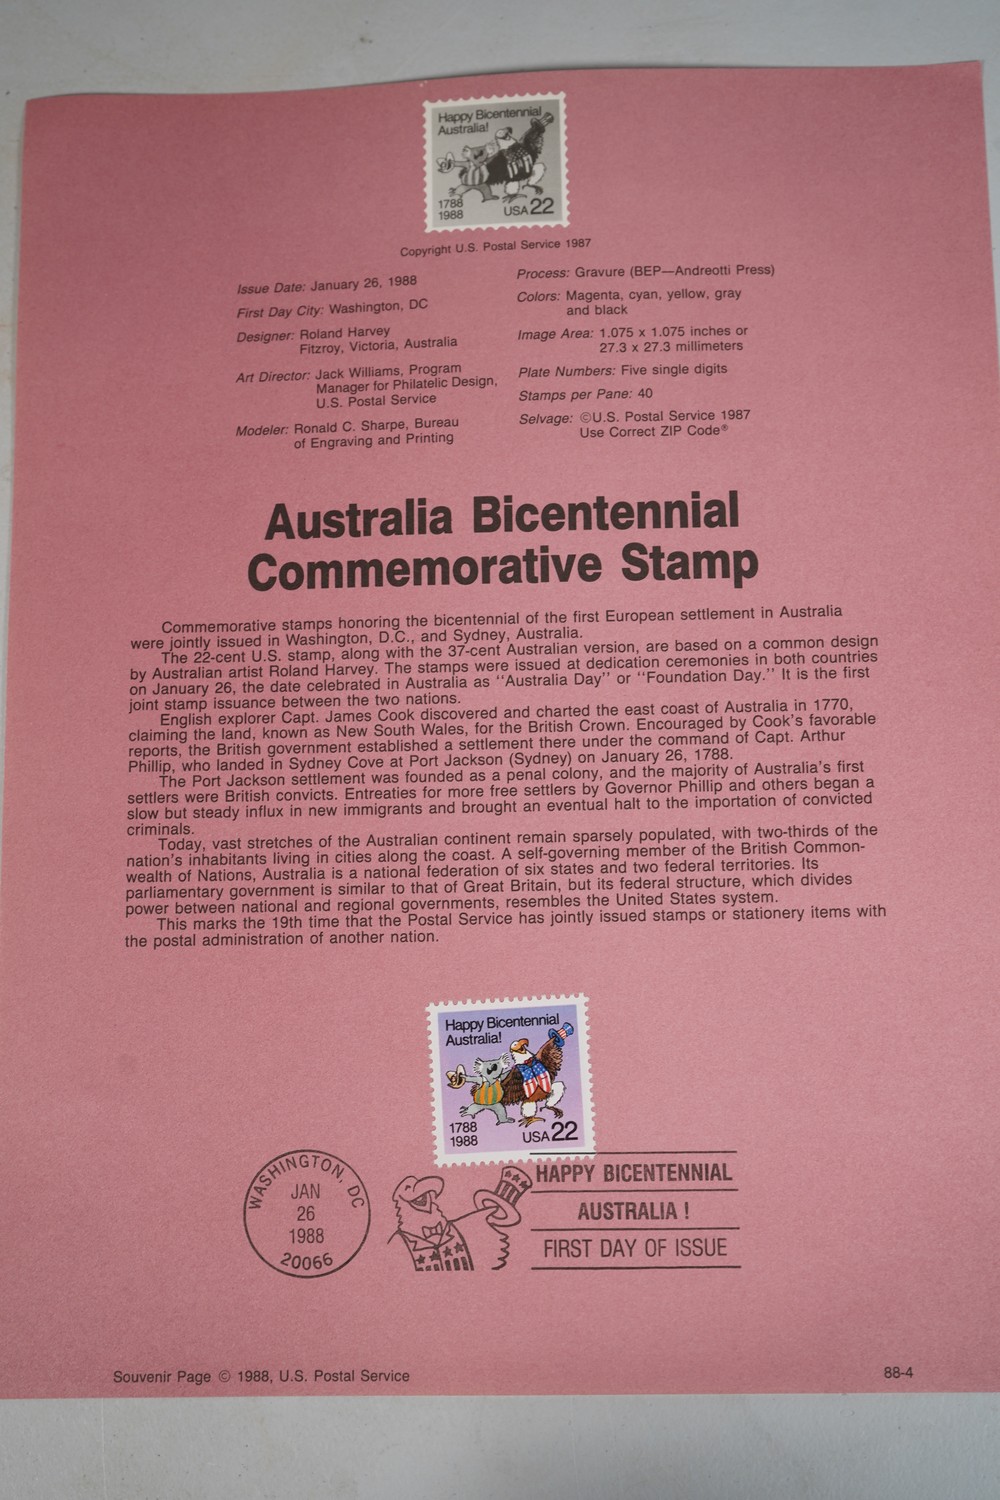 Happy Bicentennial
Australia!
1788
1988
USA 22
Copyright U.S. Postal Service 1987
Issue Date: January 26, 1988
First Day City: Washington, DC
Designer: Roland Harvey
Fitzroy, Victoria, Australia
Art Director: Jack Williams, Program
Manager for Philatelic Design,
U.S. Postal Service
Modeler: Ronald C. Sharpe, Bureau
of Engraving and Printing
Process: Gravure (BEP—Andreotti Press)
Colors: Magenta, cyan, yellow, gray
and black
Image Area: 1.075 x 1.075 inches or
27.3 x 27.3 millimeters
Plate Numbers: Five single digits
Stamps per Pane: 40
Selvage: ©U.S. Postal Service 1987
Use Correct ZIP Code®
Australia Bicentennial
Commemorative Stamp
Commemorative stamps honoring the bicentennial of the first European settlement in Australia
were jointly issued in Washington, D.C., and Sydney, Australia.
The 22-cent U.S. stamp, along with the 37-cent Australian version, are based on a common design
by Australian artist Roland Harvey. The stamps were issued at dedication ceremonies in both countries
on January 26, the date celebrated in Australia as "Australia Day" or "Foundation Day." It is the first
joint stamp issuance between the two nations.
English explorer Capt. James Cook discovered and charted the east coast of Australia in 1770,
claiming the land, known as New South Wales, for the British Crown. Encouraged by Cook's favorable
reports, the British government established a settlement there under the command of Capt. Arthur
Phillip, who landed in Sydney Cove at Port Jackson (Sydney) on January 26, 1788.
The Port Jackson settlement was founded as a penal colony, and the majority of Australia's first
settlers were British convicts. Entreaties for more free settlers by Governor Phillip and others began a
slow but steady influx in new immigrants and brought an eventual halt to the importation of convicted
criminals.
Today, vast stretches of the Australian continent remain sparsely populated, with two-thirds of the
nation's inhabitants living in cities along the coast. A self-governing member of the British Common-
wealth of Nations, Australia is a national federation of six states and two federal territories. Its
parliamentary government is similar to that of Great Britain, but its federal structure, which divides
power between national and regional governments, resembles the United States system.
This marks the 19th time that the Postal Service has jointly issued stamps or stationery items with
the postal administration of another nation.
Happy Bicentennial
Australia!
1788
1988
USA 22
WASHINGTON, DC
JAN
26
1988
20066
HAPPY BICENTENNIAL
AUSTRALIA !
FIRST DAY OF ISSUE
Souvenir Page © 1988, U.S. Postal Service
88-4